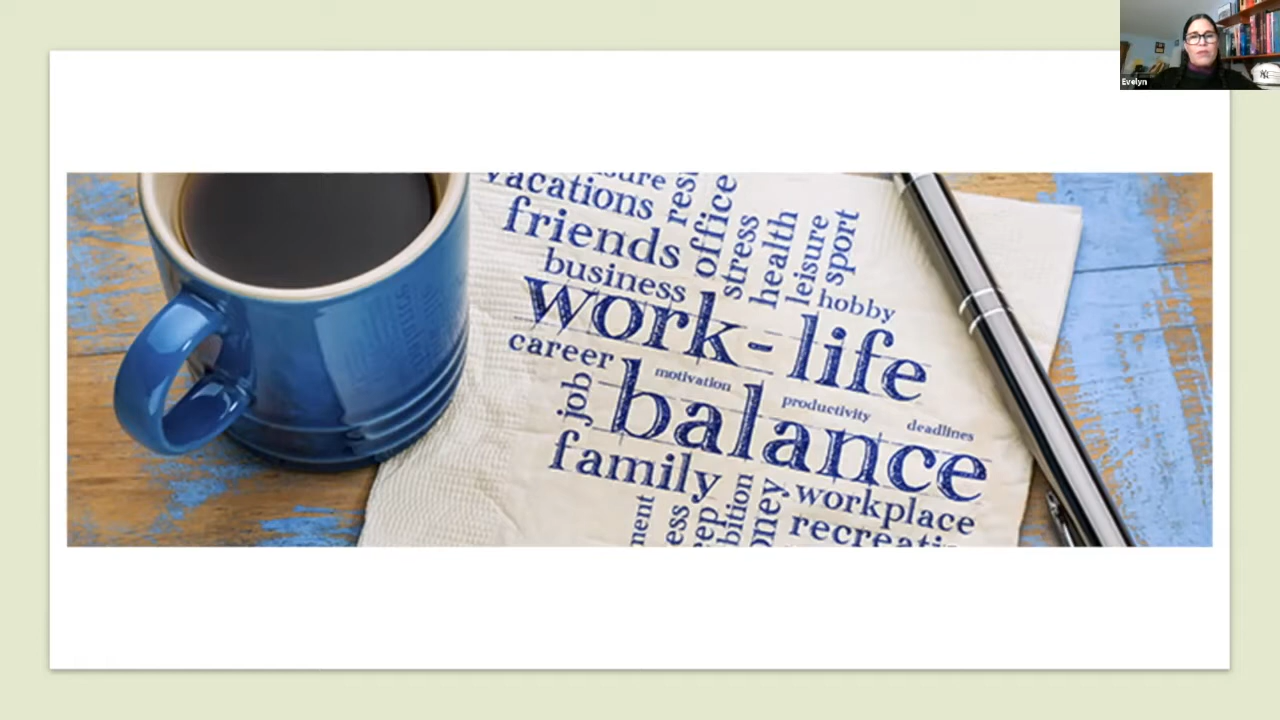 Evelyn
vacations
friends
office
stress
health
leisure
sport
business
hobby
work-life
career
motivation
job
balance
productivity
deadlines
family
workplace